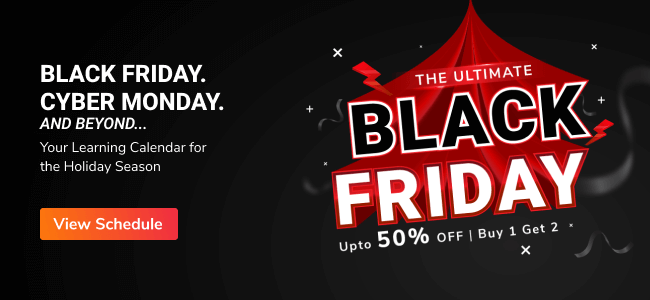 BLACK FRIDAY.
CYBER MONDAY.
AND BEYOND...
Your Learning Calendar for
the Holiday Season
View Schedule
THE ULTIMATE
BLACK
FRIDAY
Upto 50% OFF | Buy 1 Get 2